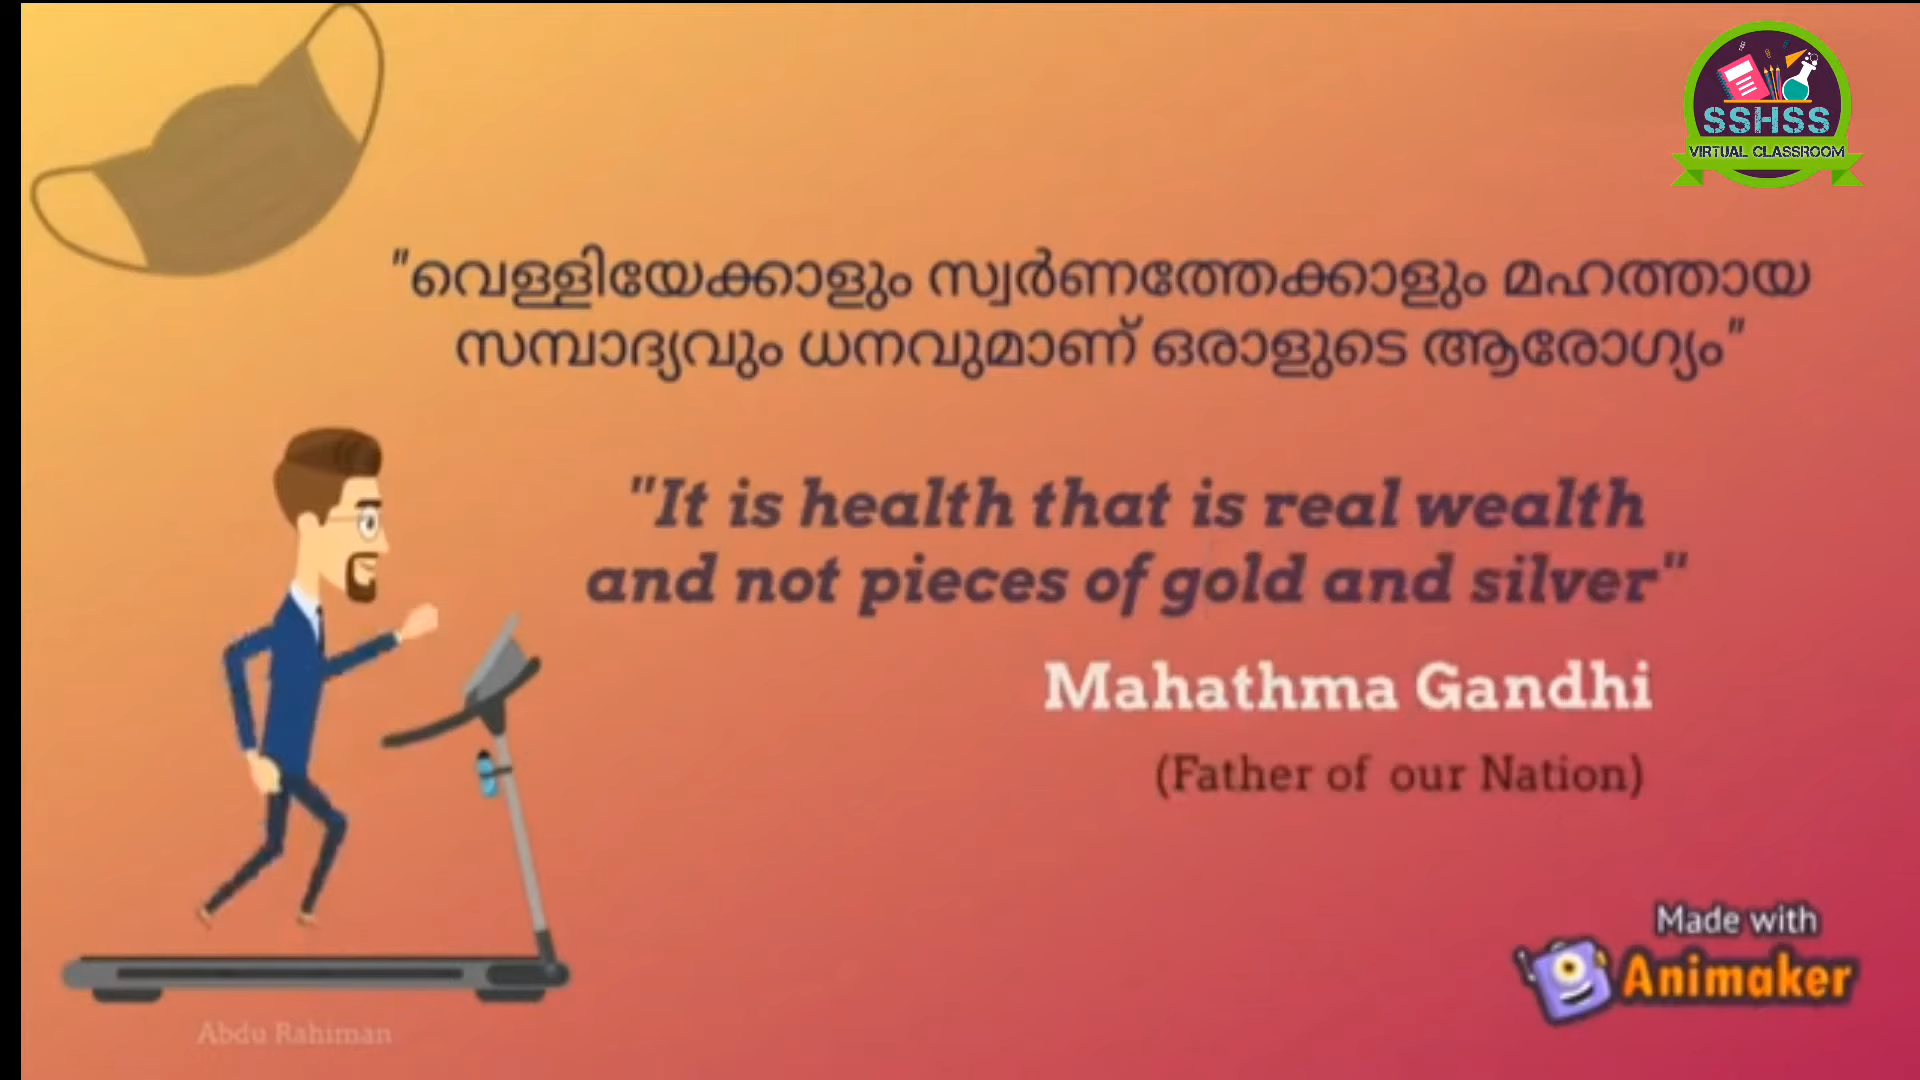 SSHSS
VIRTUAL CLASSROOM
"വെള്ളിയേക്കാളും സ്വർണത്തേക്കാളും മഹത്തായ
സമ്പാദ്യവും ധനവുമാണ് ഒരാളുടെ ആരോഗ്യം"
"It is health that is real wealth
and not pieces of gold and silver"
Mahathma Gandhi
(Father of our Nation)
Made with
Animaker
Abdu Rahiman